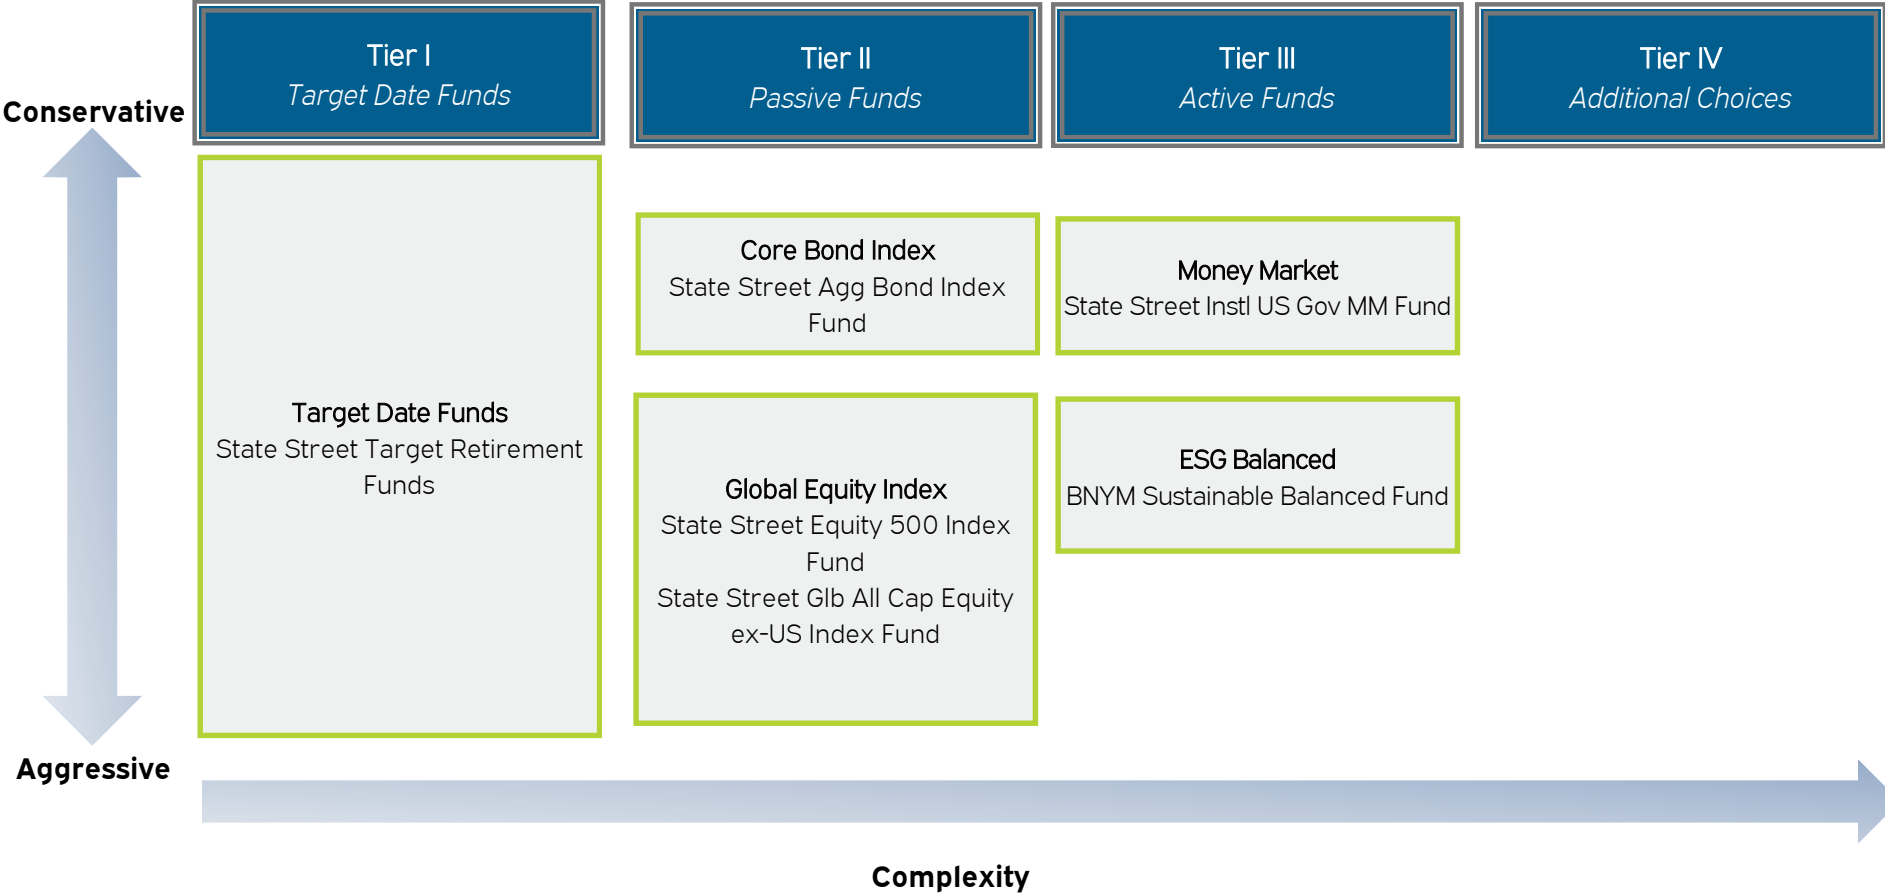 Tier I
Target Date Funds
Tier II
Passive Funds
Tier III
Active Funds
Tier IV
Additional Choices
Conservative
Target Date Funds
State Street Target Retirement
Funds
Core Bond Index
State Street Agg Bond Index
Fund
Global Equity Index
State Street Equity 500 Index
Fund
State Street Glb All Cap Equity
ex-US Index Fund
Money Market
State Street Instl US Gov MM Fund
ESG Balanced
BNYM Sustainable Balanced Fund
Aggressive
Complexity